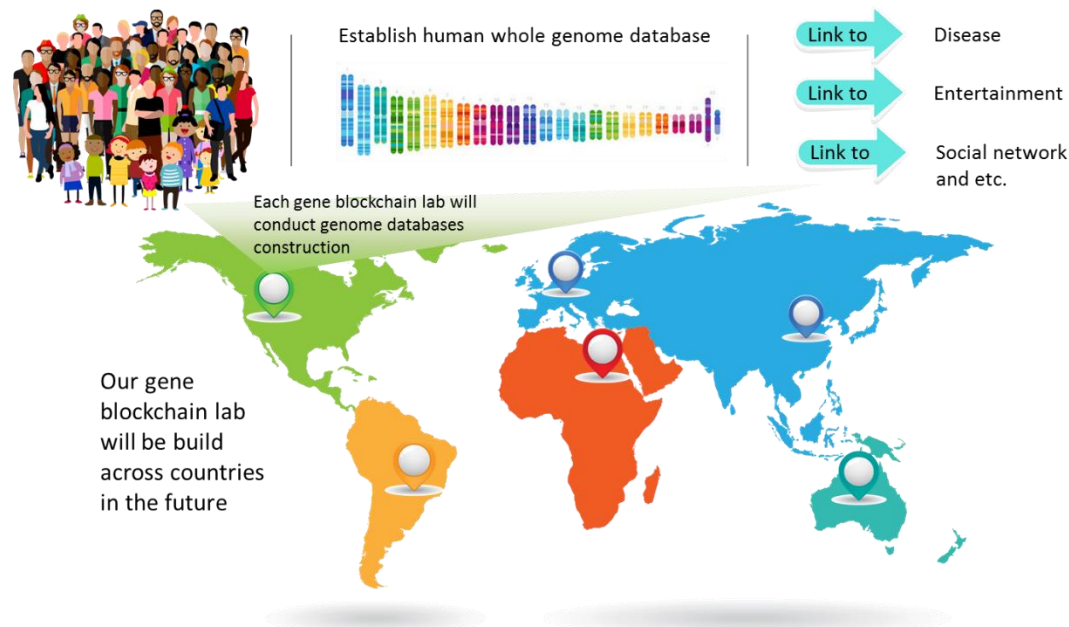 Establish human whole genome database
Link to
Disease
Link to
Entertainment
Link to
Social network
and etc.
Each gene blockchain lab will
conduct genome databases
construction
Our gene
blockchain lab
will be build
across countries
in the future